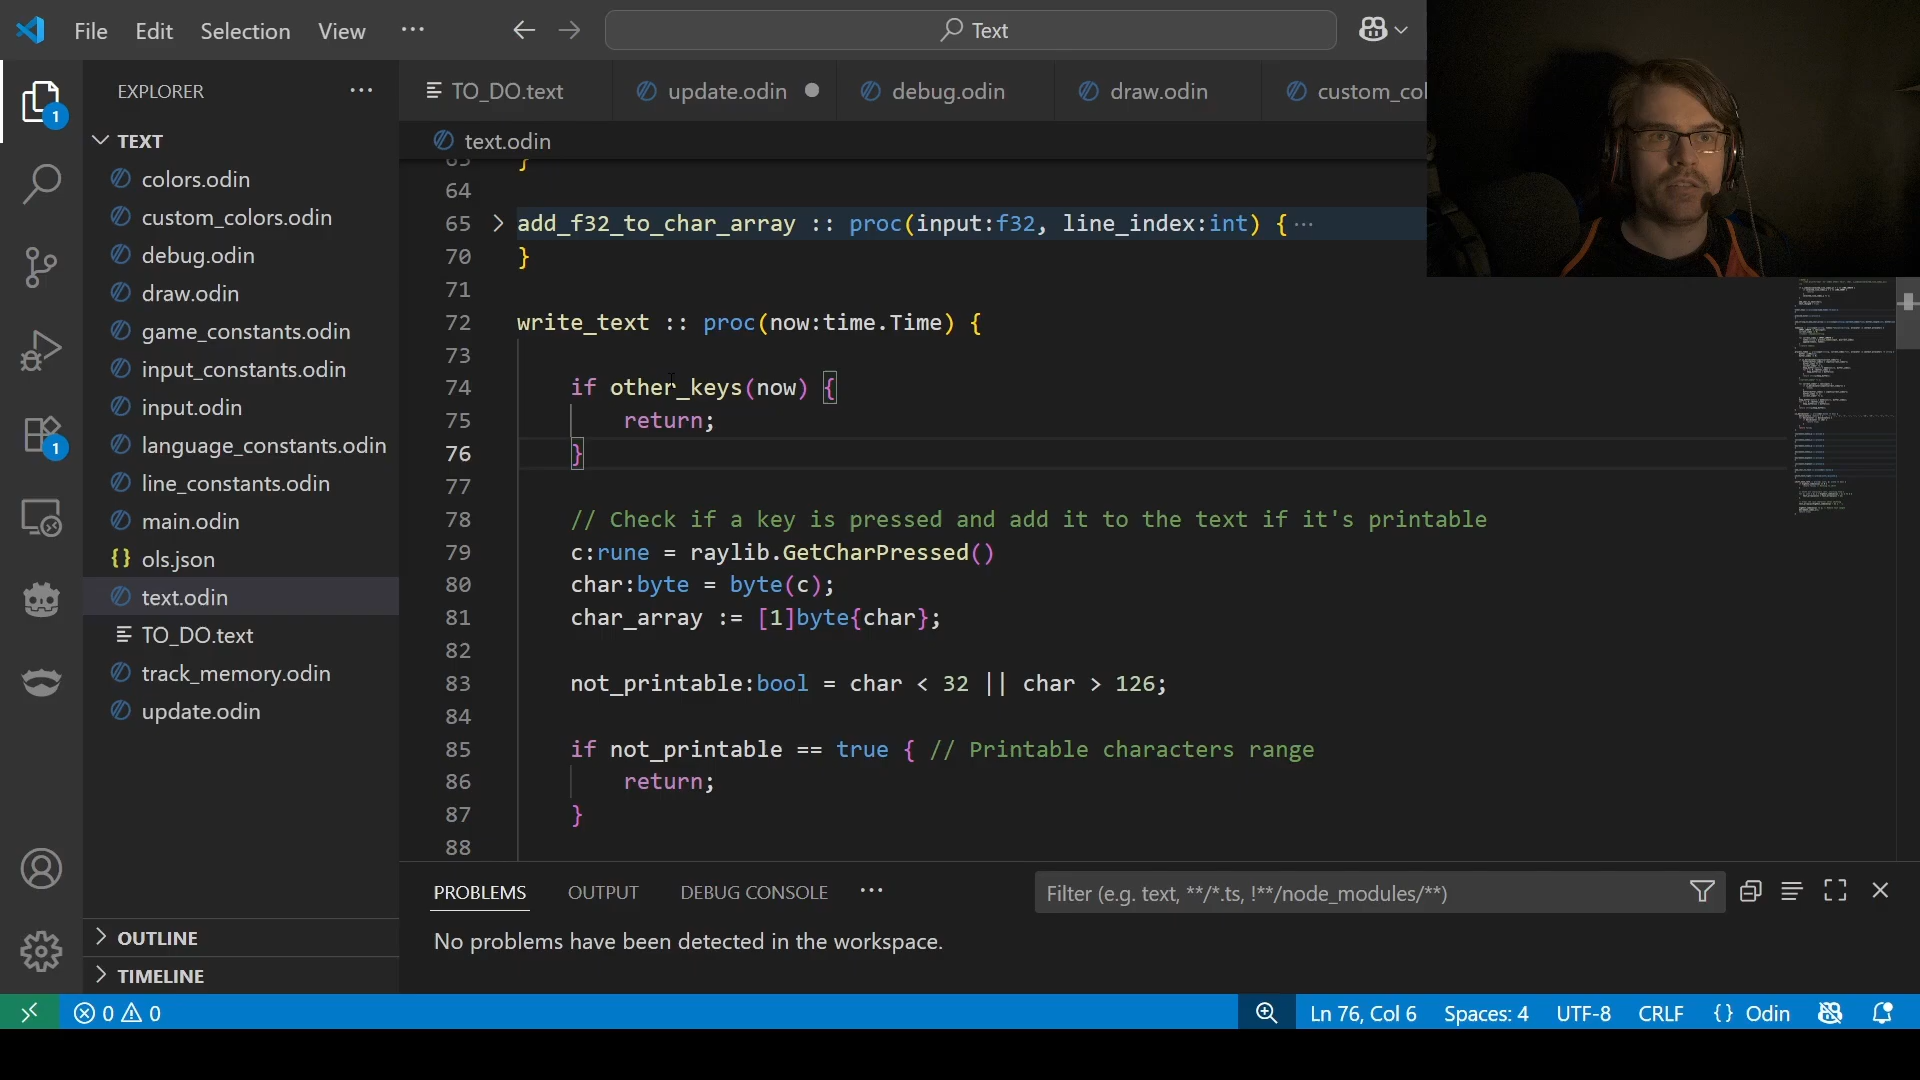 File Edit Selection View ··· Text
EXPLORER ···
TEXT
colors.odin
custom_colors.odin
debug.odin
draw.odin
game_constants.odin
input_constants.odin
input.odin
language_constants.odin
line_constants.odin
main.odin
{} ols.json
text.odin
TO_DO.text
track_memory.odin
update.odin
OUTLINE
TIMELINE
1
1
TO_DO.text update.odin debug.odin draw.odin custom_col
text.odin
63 }
64
65 add_f32_to_char_array :: proc(input:f32, line_index:int) {···
70 }
71
72 write_text :: proc(now:time.Time) {
73
74 if other_keys(now) {
75 return;
76 }
77
78 // Check if a key is pressed and add it to the text if it's printable
79 c:rune = raylib.GetCharPressed()
80 char:byte = byte(c);
81 char_array := [1]byte{char};
82
83 not_printable:bool = char < 32 || char > 126;
84
85 if not_printable == true { // Printable characters range
86 return;
87 }
88
PROBLEMS OUTPUT DEBUG CONSOLE ··· Filter (e.g. text, **/*.ts, !**/node_modules/**)
No problems have been detected in the workspace.
0 0 Ln 76, Col 6 Spaces: 4 UTF-8 CRLF {} Odin